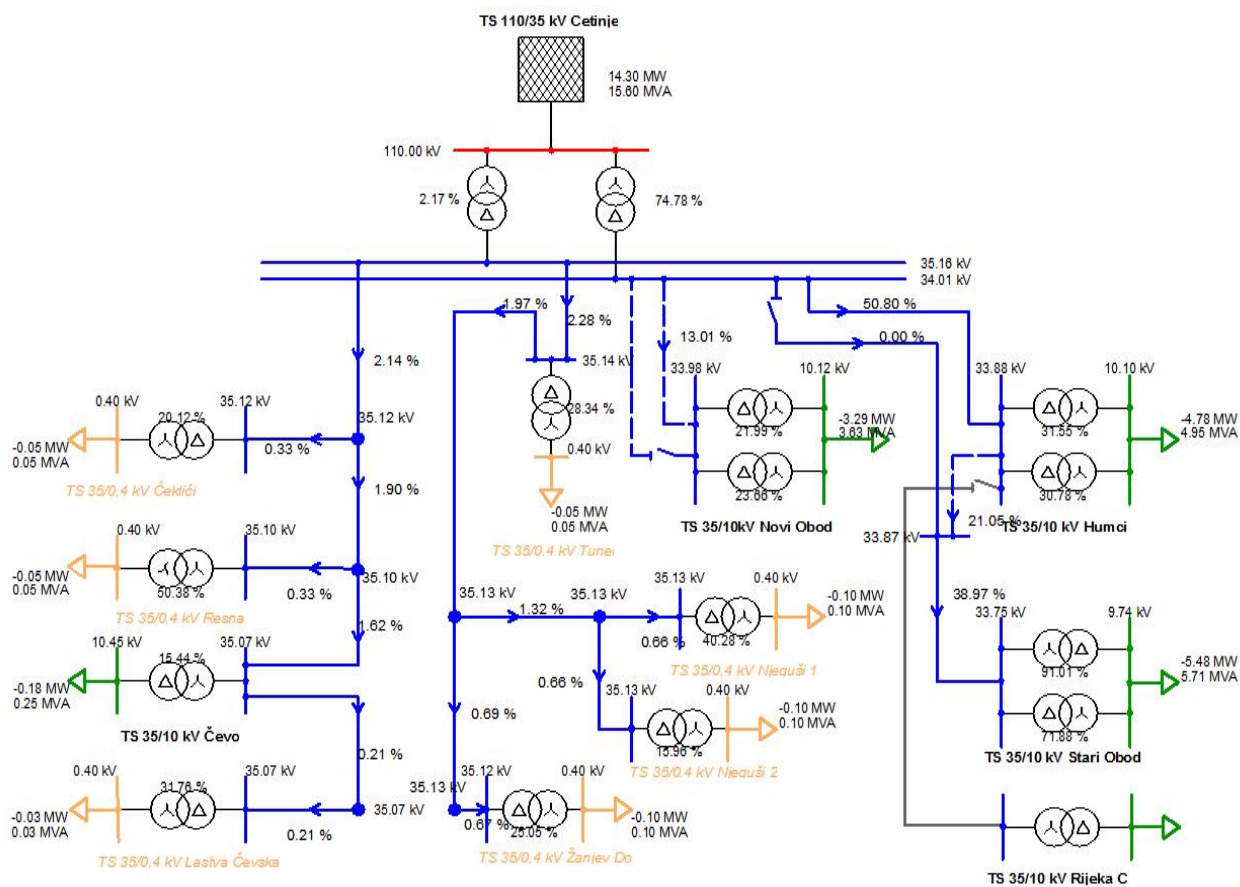 TS 110/35 kV Cetinje
14.30 MW
15.60 MVA
110.00 kV
2.17 %
74.78 %
35.16 kV
34.01 kV
1.97 %
2.28 %
13.01 %
50.80 %
0.00 %
2.14 %
35.14 kV
33.98 kV
10.12 kV
33.88 kV
10.10 kV
0.40 kV
20.12 %
35.12 kV
35.12 kV
28.34 %
21.99 %
-3.29 MW
3.63 MVA
31.55 %
-4.78 MW
4.95 MVA
-0.05 MW
0.05 MVA
0.33 %
0.40 kV
23.66 %
30.78 %
TS 35/0.4 kV Čeklići
1.90 %
-0.05 MW
0.05 MVA
TS 35/10kV Novi Obod
21.05 %
TS 35/10 kV Humci
0.40 kV
35.10 kV
TS 35/0.4 kV Tunel
33.87 kV
-0.05 MW
0.05 MVA
50.38 %
0.33 %
35.10 kV
35.13 kV
35.13 kV
35.13 kV
0.40 kV
38.97 %
TS 35/0.4 kV Resna
1.62 %
1.32 %
0.66 %
40.28 %
-0.10 MW
0.10 MVA
33.75 kV
9.74 kV
10.45 kV
15.44 %
35.07 kV
TS 35/0.4 kV Njeguši 1
91.01 %
-5.48 MW
5.71 MVA
-0.18 MW
0.25 MVA
0.66 %
35.13 kV
0.40 kV
-0.10 MW
0.10 MVA
TS 35/10 kV Čevo
0.69 %
15.96 %
71.88 %
0.21 %
TS 35/0.4 kV Njeguši 2
TS 35/10 kV Stari Obod
0.40 kV
31.76 %
35.07 kV
35.13 kV
35.12 kV
0.40 kV
-0.03 MW
0.03 MVA
0.21 %
35.07 kV
0.67 %
25.05 %
-0.10 MW
0.10 MVA
TS 35/0.4 kV Lastva Čevska
TS 35/0.4 kV Žanjev Do
TS 35/10 kV Rijeka C